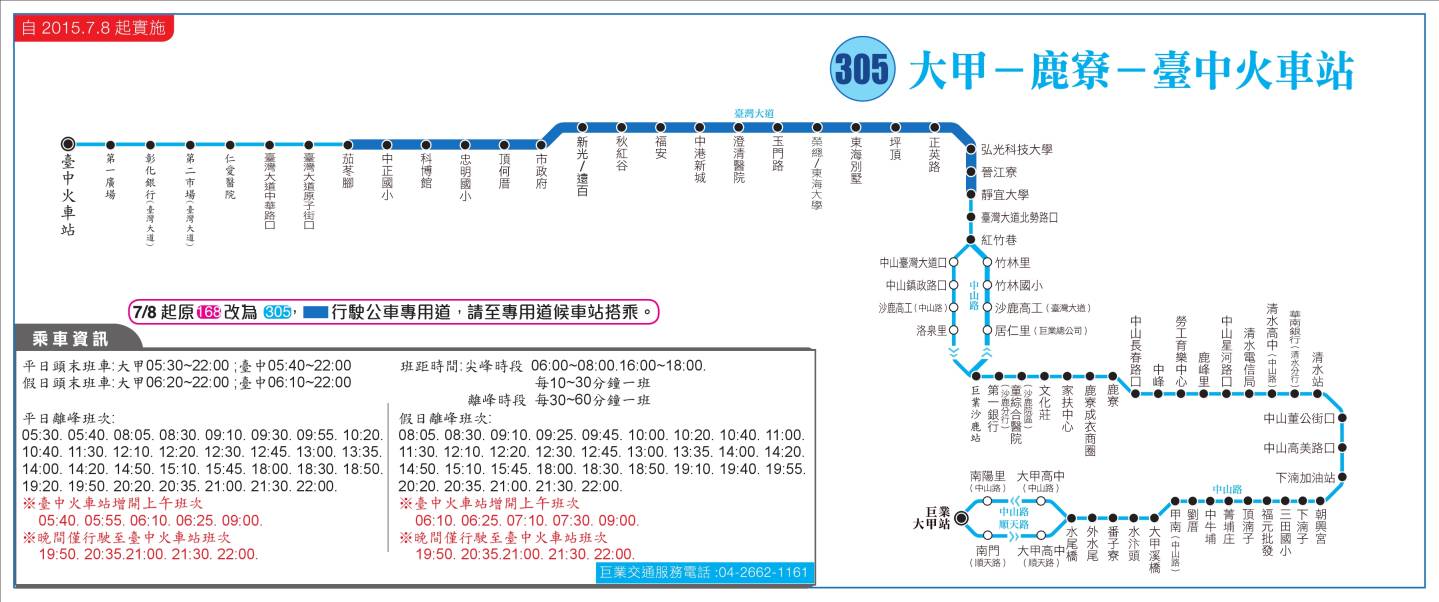 自 2015.7.8 起實施
305 大甲－鹿寮－臺中火車站
臺灣大道
臺中火車站
第一廣場
彰化銀行(臺灣大道)
第二市場(臺灣大道)
仁愛醫院
臺灣大道中華路口
臺灣大道原子街口
茄苳腳
中正國小
科博館
忠明國小
頂何厝
市政府
新光/遠百
秋紅谷
福安
中港新城
澄清醫院
玉門路
榮總/東海大學
東海別墅
坪頂
正英路
弘光科技大學
晉江寮
靜宜大學
臺灣大道北勢路口
紅竹巷
中山臺灣大道口
中山鎮政路口
沙鹿高工(中山路)
洛泉里
中山路
竹林里
竹林國小
沙鹿高工(臺灣大道)
居仁里(巨業總公司)
巨業沙鹿站
第一銀行(沙鹿分行)
童綜合醫院(沙鹿院區)
文化莊
家扶中心
鹿寮成衣商圈
鹿寮
中山長春路口
中峰
勞工育樂中心
鹿峰里
中山星河路口
清水電信局
清水高中(中山路)
華南銀行(清水分行)
清水站
中山董公街口
中山高美路口
下湳加油站
中山路
朝興宮
下湳子
三田國小
福元批發
頂湳子
菁埔庄
中牛埔
劉厝
甲南(中山路)
大甲溪橋
水汴頭
番子寮
外水尾
水尾橋
大甲高中
(中山路)
南陽里
(中山路)
中山路
順天路
巨業
大甲站
南門
(順天路)
大甲高中
(順天路)
7/8 起原 168 改為 305，行駛公車專用道，請至專用道候車站搭乘。
乘車資訊
平日頭末班車:大甲05:30~22:00 ;臺中05:40~22:00
假日頭末班車:大甲06:20~22:00 ;臺中06:10~22:00
班距時間:尖峰時段 06:00~08:00.16:00~18:00.
每10~30分鐘一班
離峰時段 每30~60分鐘一班
平日離峰班次:
05:30. 05:40. 08:05. 08:30. 09:10. 09:30. 09:55. 10:20.
10:40. 11:30. 12:10. 12:20. 12:30. 12:45. 13:00. 13:35.
14:00. 14:20. 14:50. 15:10. 15:45. 18:00. 18:30. 18:50.
19:20. 19:50. 20:20. 20:35. 21:00. 21:30. 22:00.
※臺中火車站增開上午班次
05:40. 05:55. 06:10. 06:25. 09:00.
※晚間僅行駛至臺中火車站班次
19:50. 20:35.21:00. 21:30. 22:00.
假日離峰班次:
08:05. 08:30. 09:10. 09:25. 09:45. 10:00. 10:20. 10:40. 11:00.
11:30. 12:10. 12:20. 12:30. 12:45. 13:00. 13:35. 14:00. 14:20.
14:50. 15:10. 15:45. 18:00. 18:30. 18:50. 19:10. 19:40. 19:55.
20:20. 20:35. 21:00. 21:30. 22:00.
※臺中火車站增開上午班次
06:10. 06:25. 07:10. 07:30. 09:00.
※晚間僅行駛至臺中火車站班次
19:50. 20:35.21:00. 21:30. 22:00.
巨業交通服務電話 :04-2662-1161